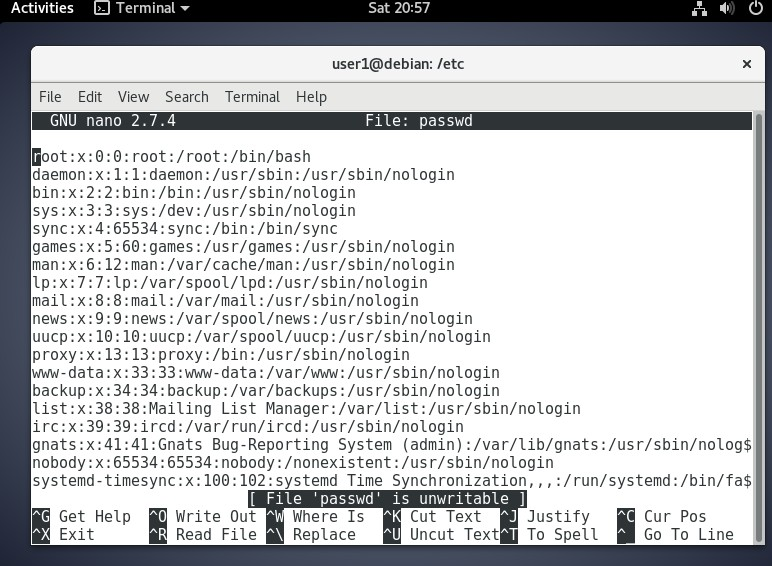 Activities Terminal Sat 20:57
user1@debian: /etc ×
File Edit View Search Terminal Help
GNU nano 2.7.4 File: passwd
root:x:0:0:root:/root:/bin/bash
daemon:x:1:1:daemon:/usr/sbin:/usr/sbin/nologin
bin:x:2:2:bin:/bin:/usr/sbin/nologin
sys:x:3:3:sys:/dev:/usr/sbin/nologin
sync:x:4:65534:sync:/bin:/bin/sync
games:x:5:60:games:/usr/games:/usr/sbin/nologin
man:x:6:12:man:/var/cache/man:/usr/sbin/nologin
lp:x:7:7:lp:/var/spool/lpd:/usr/sbin/nologin
mail:x:8:8:mail:/var/mail:/usr/sbin/nologin
news:x:9:9:news:/var/spool/news:/usr/sbin/nologin
uucp:x:10:10:uucp:/var/spool/uucp:/usr/sbin/nologin
proxy:x:13:13:proxy:/bin:/usr/sbin/nologin
www-data:x:33:33:www-data:/var/www:/usr/sbin/nologin
backup:x:34:34:backup:/var/backups:/usr/sbin/nologin
list:x:38:38:Mailing List Manager:/var/list:/usr/sbin/nologin
irc:x:39:39:ircd:/var/run/ircd:/usr/sbin/nologin
gnats:x:41:41:Gnats Bug-Reporting System (admin):/var/lib/gnats:/usr/sbin/nolog$
nobody:x:65534:65534:nobody:/nonexistent:/usr/sbin/nologin
systemd-timesync:x:100:102:systemd Time Synchronization,,,:/run/systemd:/bin/fa$
[ File 'passwd' is unwritable ]
^G Get Help ^O Write Out ^W Where Is ^K Cut Text ^J Justify ^C Cur Pos
^X Exit ^R Read File ^\ Replace ^U Uncut Text ^T To Spell ^_ Go To Line